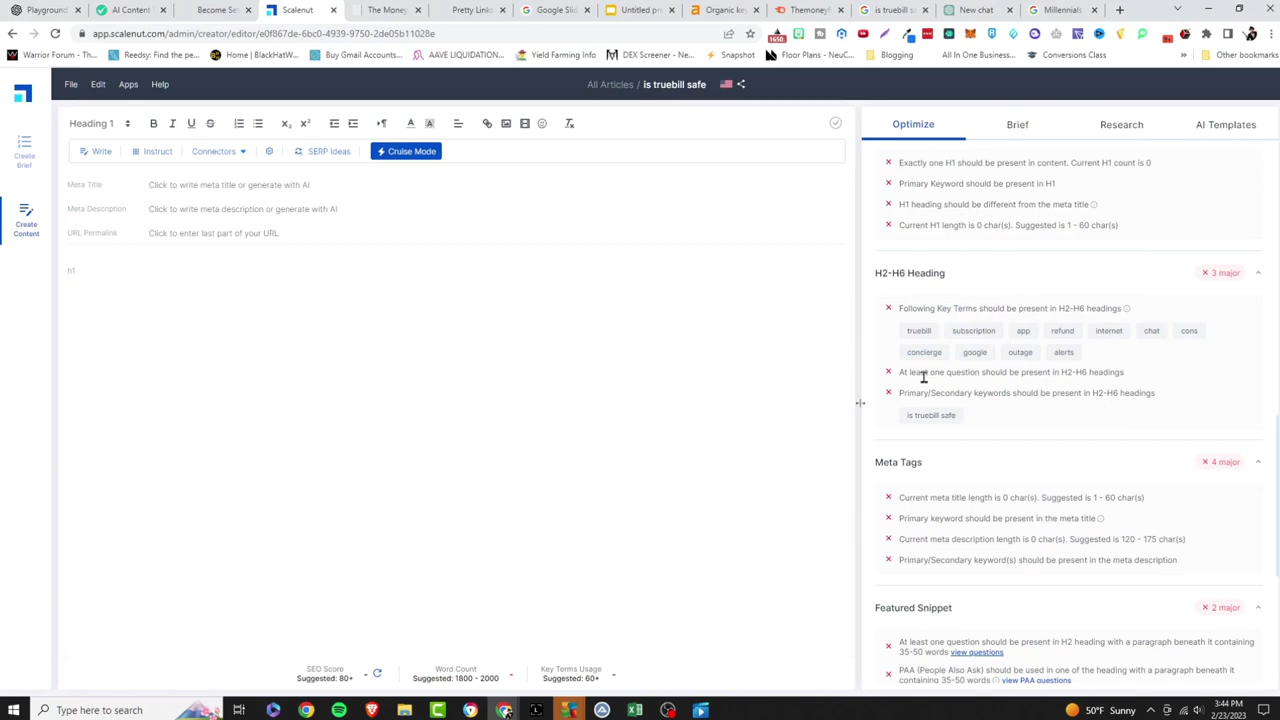 Playground
AI Content
Become Se
Scalenut
The Money
Pretty Links
Google Slid
Untitled pr
Organic key
Themoneyf
is truebill sa
New chat
Millennials
app.scalenut.com/admin/creator/editor/e0f867de-6bc0-4939-9750-2de05b11028e
1650
Warrior Forum - The...
Reedsy: Find the pe...
Home | BlackHatW...
Buy Gmail Accounts...
AAVE LIQUIDATION...
Yield Farming Info
DEX Screener / New...
Snapshot
Floor Plans - NeuC...
Blogging
All In One Busines...
Conversions Class
Other bookmarks
File Edit Apps Help
All Articles / is truebill safe
Create Brief
Create Content
Heading 1
Write
Instruct
Connectors
SERP Ideas
Cruise Mode
Meta Title Click to write meta title or generate with AI
Meta Description Click to write meta description or generate with AI
URL Permalink Click to enter last part of your URL
h1
SEO Score
Suggested: 80+ -
Word Count
Suggested: 1800 - 2000 -
Key Terms Usage
Suggested: 60+ -
Optimize
Brief
Research
AI Templates
Exactly one H1 should be present in content. Current H1 count is 0
Primary Keyword should be present in H1
H1 heading should be different from the meta title
Current H1 length is 0 char(s). Suggested is 1 - 60 char(s)
H2-H6 Heading
3 major
Following Key Terms should be present in H2-H6 headings
truebill subscription app refund internet chat cons
concierge google outage alerts
At least one question should be present in H2-H6 headings
Primary/Secondary keywords should be present in H2-H6 headings
is truebill safe
Meta Tags
4 major
Current meta title length is 0 char(s). Suggested is 1 - 60 char(s)
Primary keyword should be present in the meta title
Current meta description length is 0 char(s). Suggested is 120 - 175 char(s)
Primary/Secondary keyword(s) should be present in the meta description
Featured Snippet
2 major
At least one question should be present in H2 heading with a paragraph beneath it containing
35-50 words view questions
PAA (People Also Ask) should be used in one of the heading with a paragraph beneath it
containing 35-50 words view PAA questions
Type here to search
50°F Sunny
3:44 PM
2/23/2023